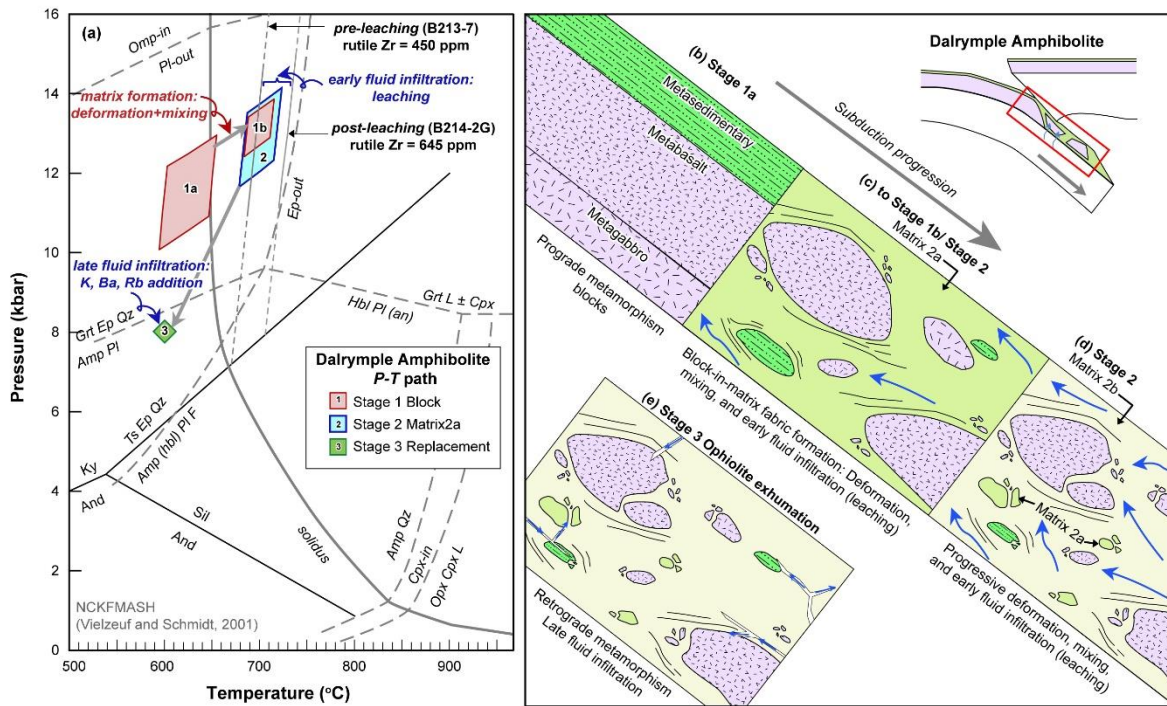 (a)
16
14
12
10
8
6
4
2
0
Pressure (kbar)
500
600
700
800
900
Temperature (°C)
Omp-in
Pl-out
pre-leaching (B213-7)
rutile Zr = 450 ppm
early fluid infiltration:
leaching
matrix formation:
deformation+mixing
post-leaching (B214-2G)
rutile Zr = 645 ppm
1b
2
1a
Ep-out
late fluid infiltration:
K, Ba, Rb addition
3
Grt Ep Qz
Amp Pl
Hbl Pl (an)
Grt L ± Cpx
Dalrymple Amphibolite
P-T path
1 Stage 1 Block
2 Stage 2 Matrix2a
3 Stage 3 Replacement
Ts Ep Qz
Amp (hbl) Pl F
Ky
And
Sil
And
solidus
Amp Qz
Cpx-in
Opx Cpx L
NCKFMASH
(Vielzeuf and Schmidt, 2001)
(b) Stage 1a
Metasedimentary
Metabasalt
Metagabbro
Prograde metamorphism
blocks
Dalrymple Amphibolite
Subduction progression
(c) to Stage 1b/ Stage 2
Matrix 2a
Block-in-matrix fabric formation: Deformation,
mixing, and early fluid infiltration (leaching)
(d) Stage 2
Matrix 2b
Matrix 2a
Progressive deformation, mixing,
and early fluid infiltration (leaching)
(e) Stage 3 Ophiolite exhumation
Retrograde metamorphism
Late fluid infiltration